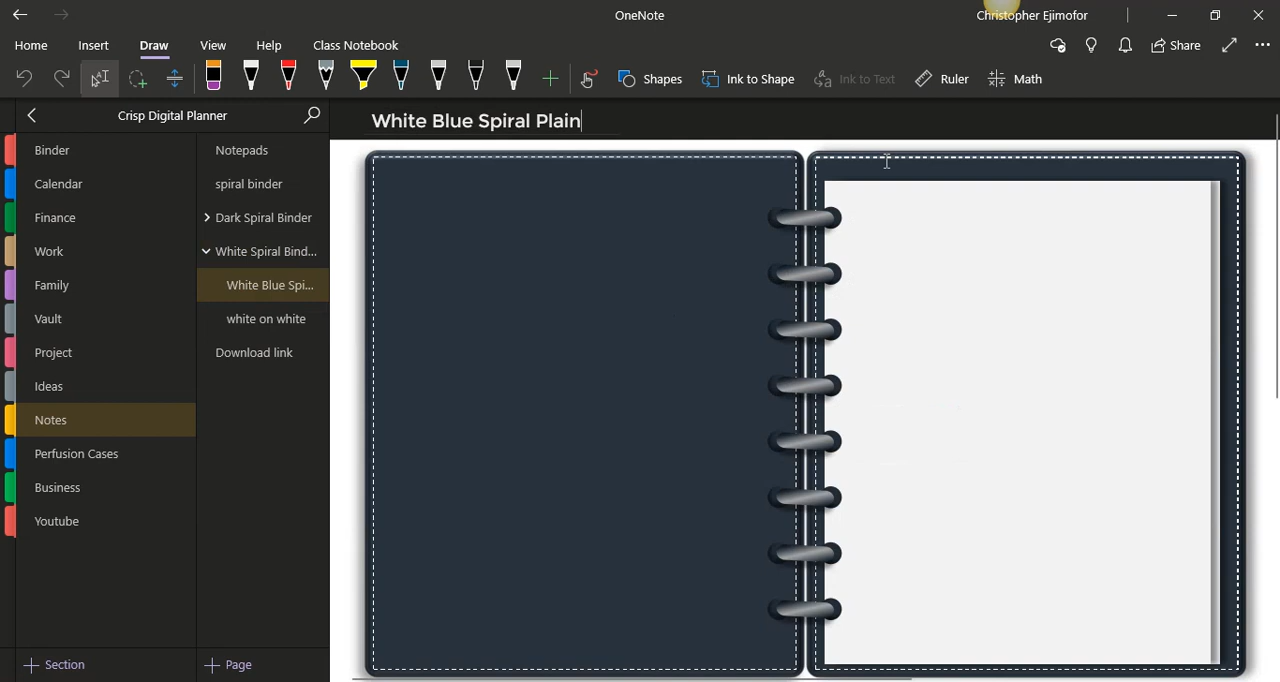 OneNote
Christopher Ejimofor
Home Insert Draw View Help Class Notebook
Share
Shapes Ink to Shape Ink to Text Ruler Math
Crisp Digital Planner
White Blue Spiral Plain
Binder
Calendar
Finance
Work
Family
Vault
Project
Ideas
Notes
Perfusion Cases
Business
Youtube
Section
Notepads
spiral binder
Dark Spiral Binder
White Spiral Bind...
White Blue Spi...
white on white
Download link
Page